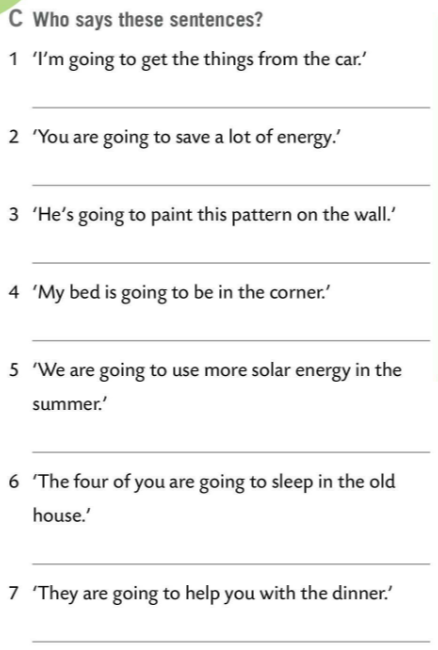 C Who says these sentences?
1 ‘I’m going to get the things from the car.’
2 ‘You are going to save a lot of energy.’
3 ‘He’s going to paint this pattern on the wall.’
4 ‘My bed is going to be in the corner.’
5 ‘We are going to use more solar energy in the
summer.’
6 ‘The four of you are going to sleep in the old
house.’
7 ‘They are going to help you with the dinner.’